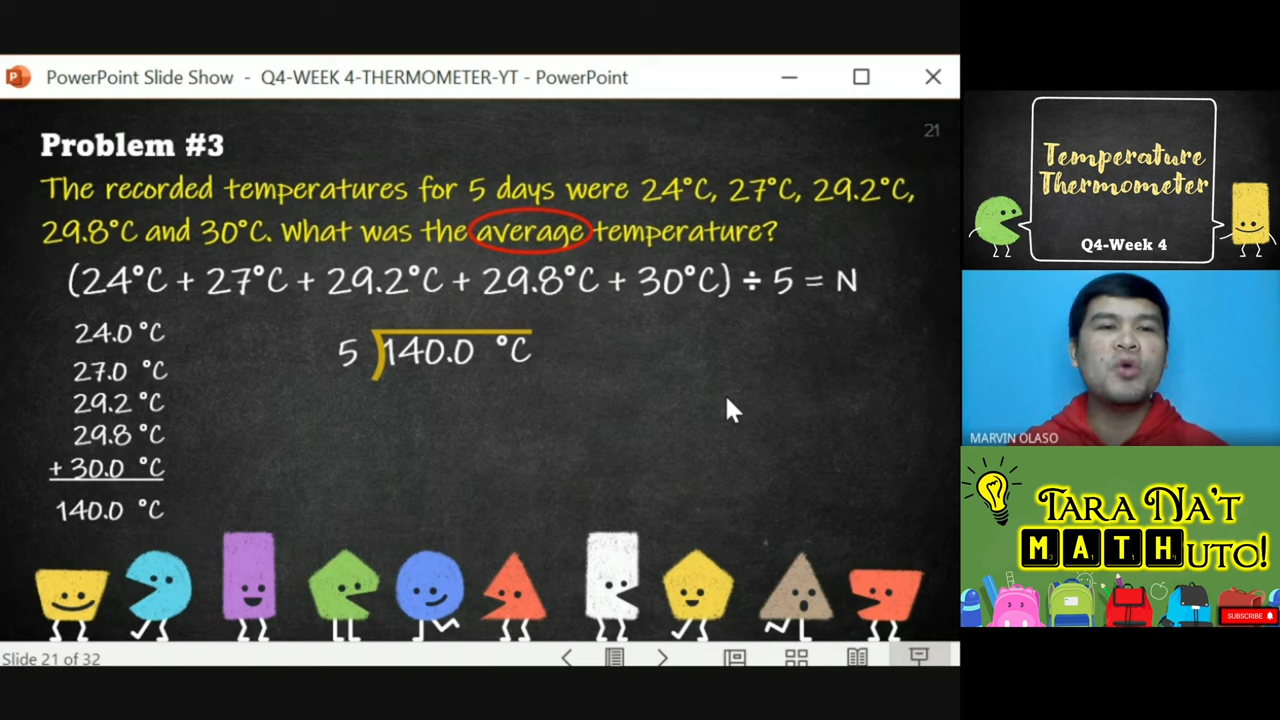 PowerPoint Slide Show - Q4-WEEK 4-THERMOMETER-YT - PowerPoint
21
Problem #3
The recorded temperatures for 5 days were 24°C, 27°C, 29.2°C,
29.8°C and 30°C. What was the average temperature?
(24°C + 27°C + 29.2°C + 29.8°C + 30°C) ÷ 5 = N
24.0 °C
27.0 °C
29.2 °C
29.8 °C
+ 30.0 °C
140.0 °C
5 140.0 °C
Slide 21 of 32
Temperature
Thermometer
Q4-Week 4
MARVIN OLASO
TARA NA'T
MATHUTO!
SUBSCRIBE